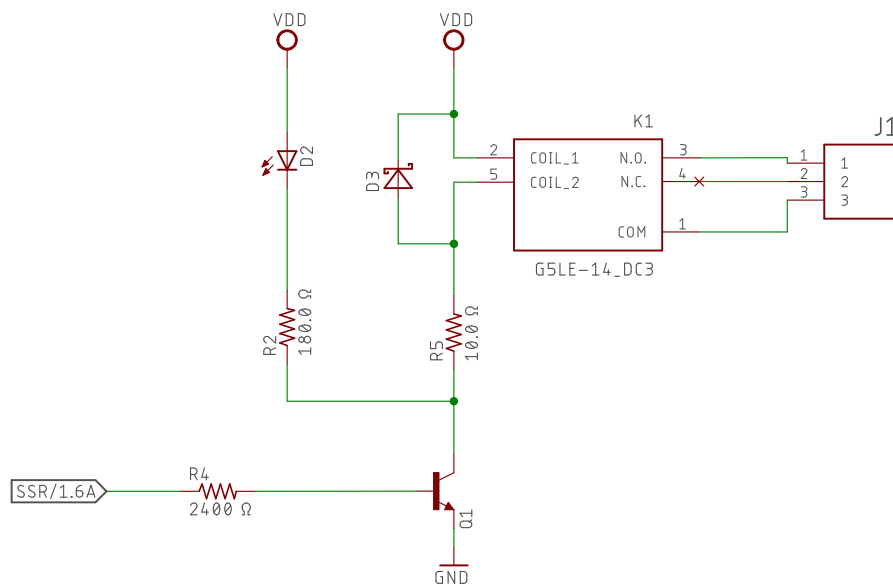 VDD
VDD
D2
D3
K1
J1
2 COIL_1 N.O. 3
5 COIL_2 N.C. 4
COM 1
1 1
2 2
3 3
G5LE-14_DC3
R2
180.0 Ω
R5
10.0 Ω
SSR/1.6A
R4
2400 Ω
Q1
GND